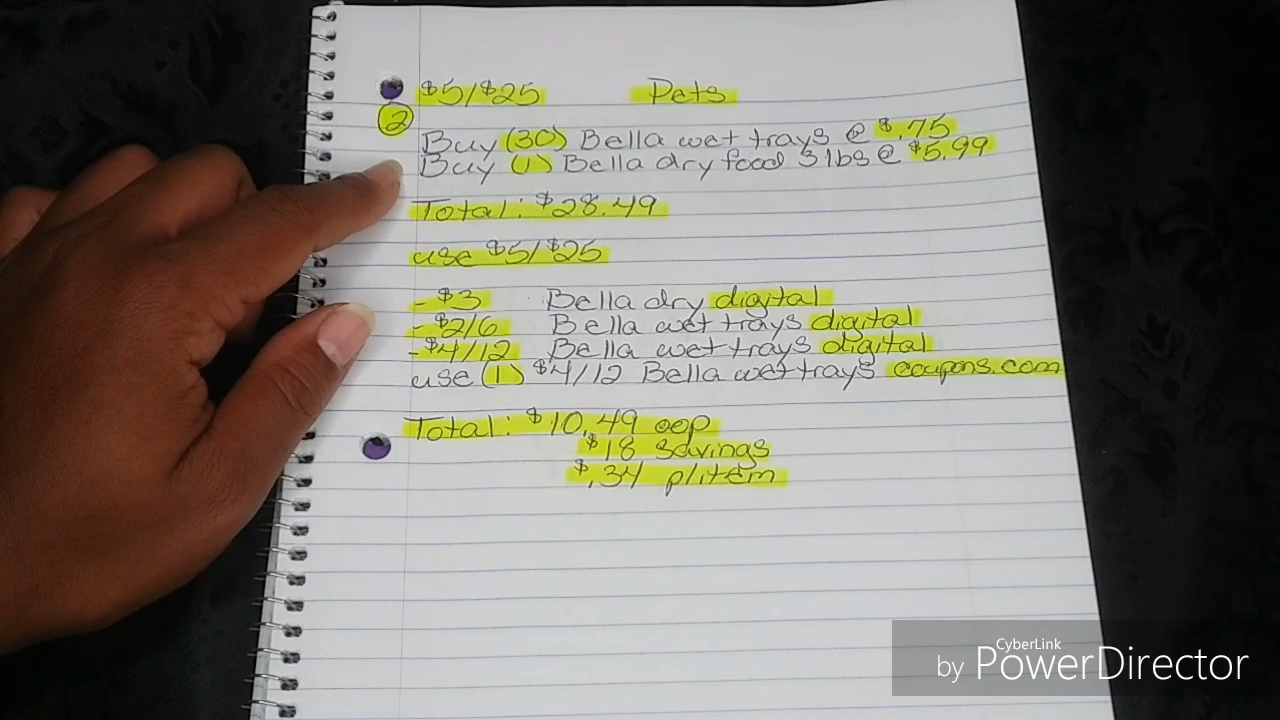 $5/$25 Pets
2
Buy (30) Bella wet trays @ $.75
Buy (1) Bella dry food 3 lbs @ $5.99
Total: $28.49
use $5/$25
-$3 Bella dry digital
-$2/6 Bella wet trays digital
-$4/12 Bella wet trays digital
use (1) $4/12 Bella wet trays coupons.com
Total: $10.49 oop
$18 savings
$.34 p/item
CyberLink
by PowerDirector